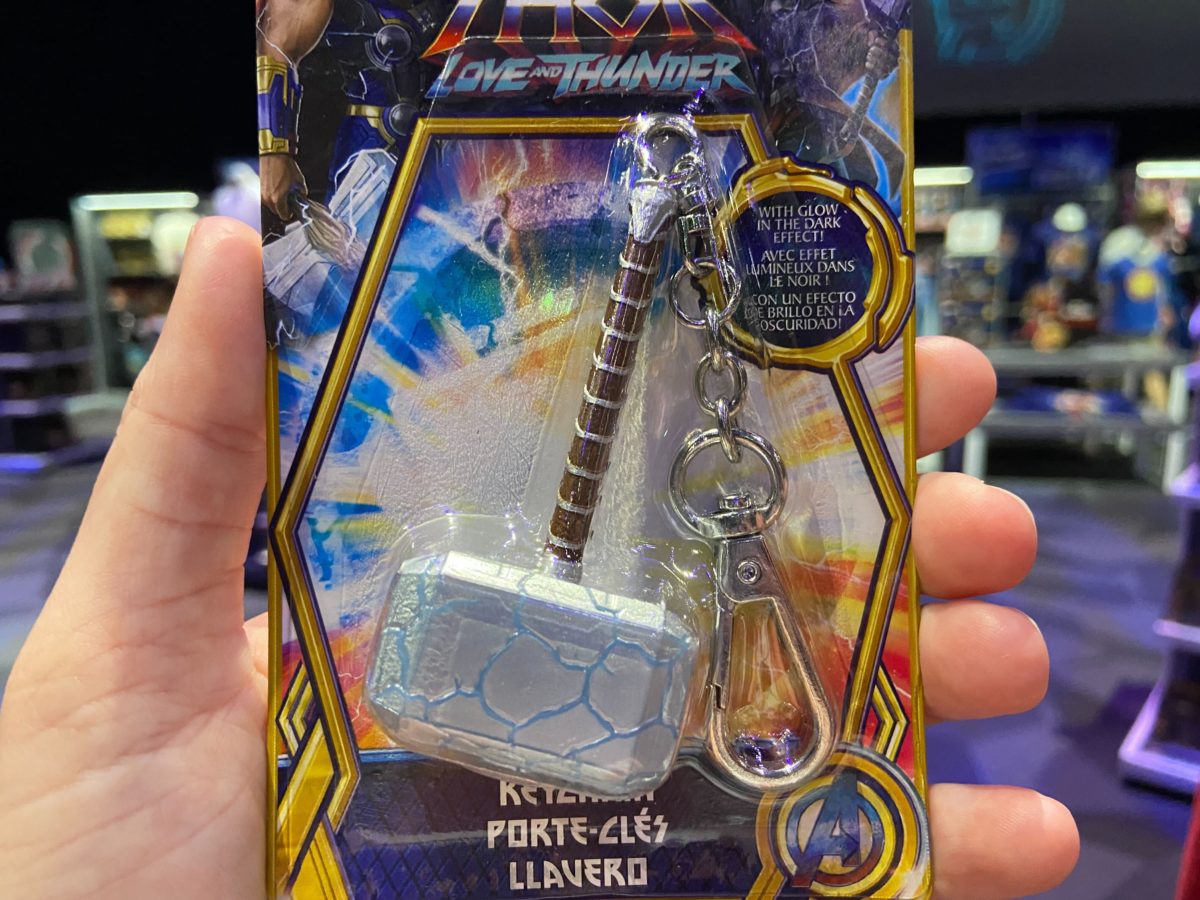 THOR
LOVE AND THUNDER
WITH GLOW
IN THE DARK
EFFECT!
AVEC EFFET
LUMINEUX DANS
LE NOIR !
¡CON UN EFECTO
DE BRILLO EN LA
OSCURIDAD!
KEYCHAIN
PORTE-CLÉS
LLAVERO